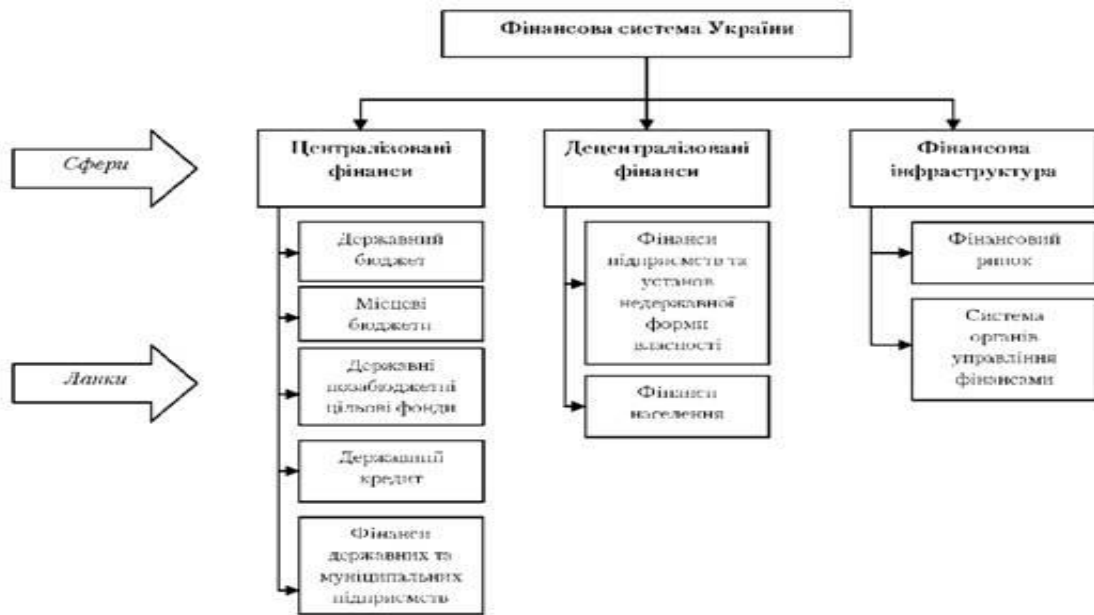 Фінансова система України
Сфери
Централізовані
фінанси
Децентралізовані
фінанси
Фінансова
інфраструктура
Ланки
Державний
бюджет
Місцеві
бюджети
Державні
позабюджетні
цільові фонди
Державний
кредит
Фінанси
державних та
муніципальних
підприємств
Фінанси
підприємств та
установ
недержавної
форми
власності
Фінанси
населення
Фінансовий
ринок
Система
органів
управління
фінансами